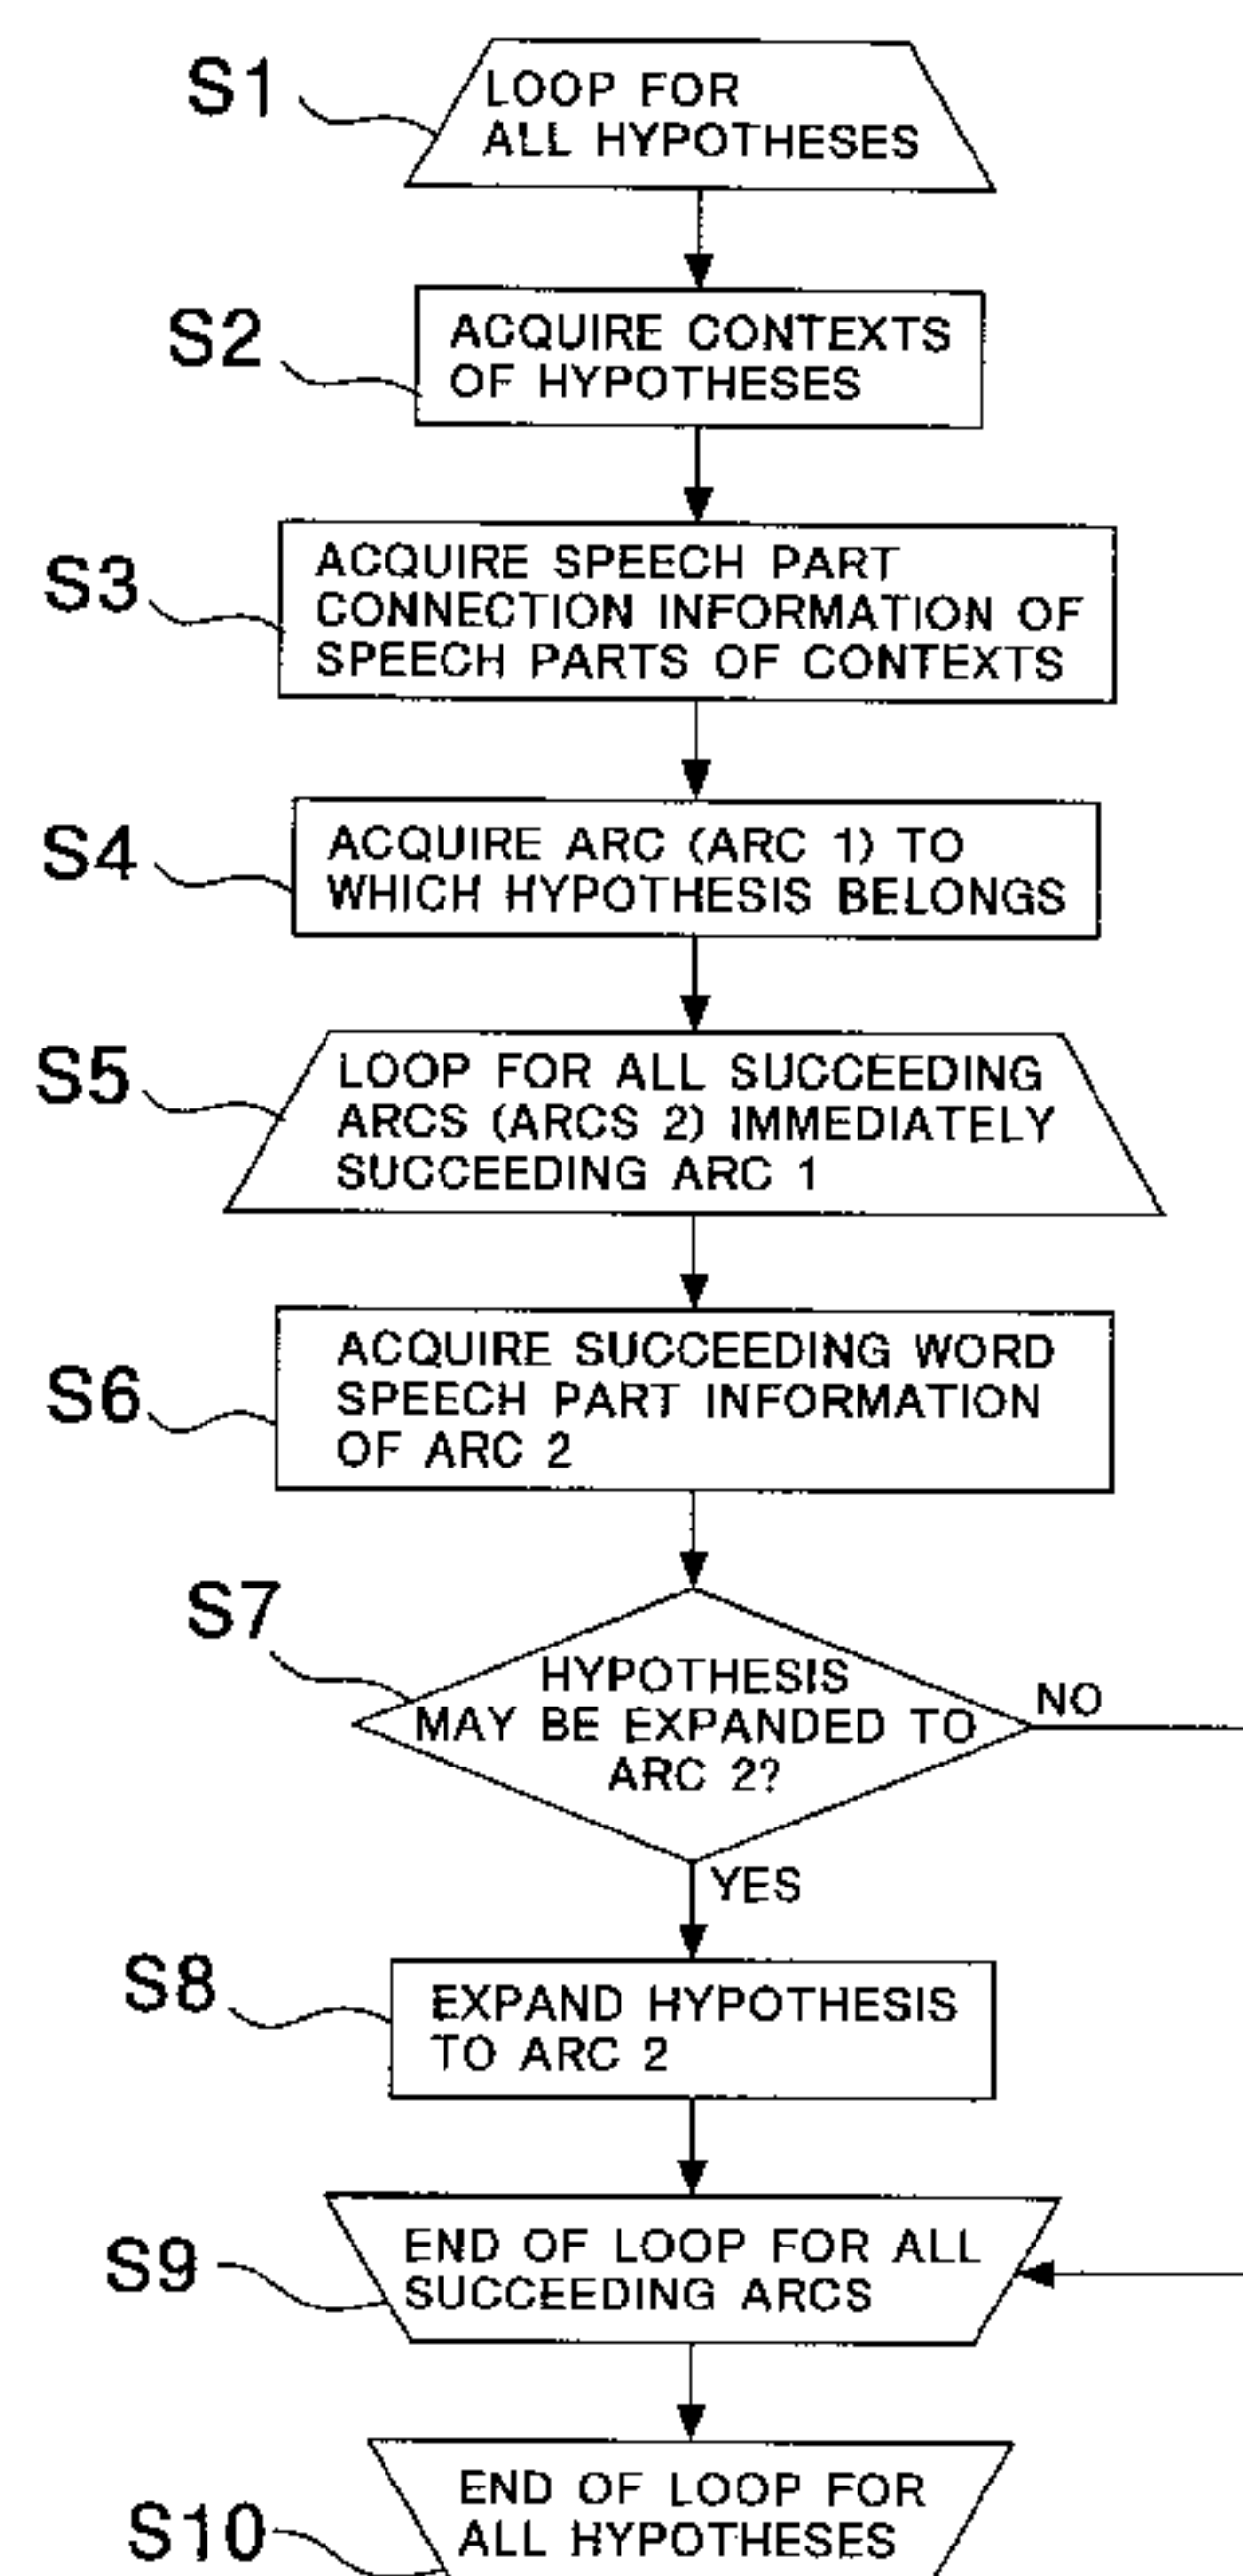 S1
LOOP FOR
ALL HYPOTHESES
S2
ACQUIRE CONTEXTS
OF HYPOTHESES
S3
ACQUIRE SPEECH PART
CONNECTION INFORMATION OF
SPEECH PARTS OF CONTEXTS
S4
ACQUIRE ARC (ARC 1) TO
WHICH HYPOTHESIS BELONGS
S5
LOOP FOR ALL SUCCEEDING
ARCS (ARCS 2) IMMEDIATELY
SUCCEEDING ARC 1
S6
ACQUIRE SUCCEEDING WORD
SPEECH PART INFORMATION
OF ARC 2
S7
HYPOTHESIS
MAY BE EXPANDED TO
ARC 2?
NO
YES
S8
EXPAND HYPOTHESIS
TO ARC 2
S9
END OF LOOP FOR ALL
SUCCEEDING ARCS
S10
END OF LOOP FOR
ALL HYPOTHESES